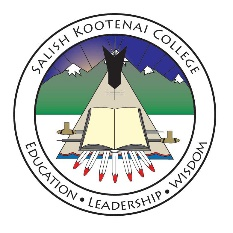 SALISH KOOTENAI COLLEGE
EDUCATION • LEADERSHIP • WISDOM